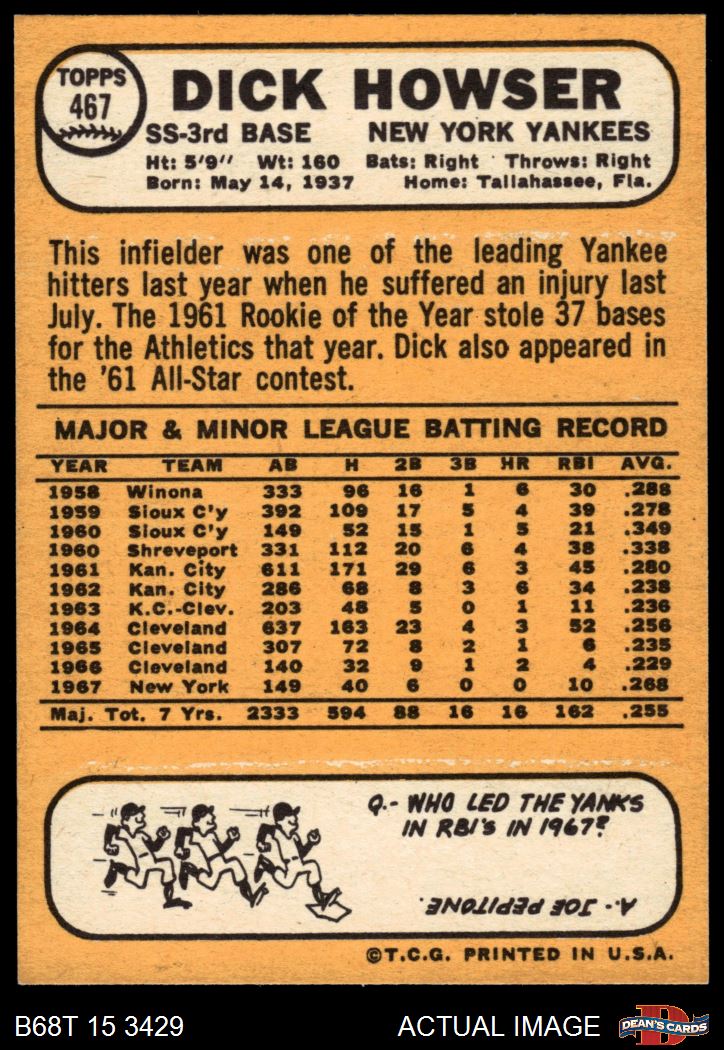 TOPPS
467
DICK HOWSER
SS-3rd BASE NEW YORK YANKEES
Ht: 5'9" Wt: 160 Bats: Right Throws: Right
Born: May 14, 1937 Home: Tallahassee, Fla.
This infielder was one of the leading Yankee
hitters last year when he suffered an injury last
July. The 1961 Rookie of the Year stole 37 bases
for the Athletics that year. Dick also appeared in
the '61 All-Star contest.
MAJOR & MINOR LEAGUE BATTING RECORD
YEAR TEAM AB H 2B 3B HR RBI AVG.
1958 Winona 333 96 16 1 6 30 .288
1959 Sioux C'y 392 109 17 5 4 39 .278
1960 Sioux C'y 149 52 15 1 5 21 .349
1960 Shreveport 331 112 20 6 4 38 .338
1961 Kan. City 611 171 29 6 3 45 .280
1962 Kan. City 286 68 8 3 6 34 .238
1963 K.C.-Clev. 203 48 5 0 1 11 .236
1964 Cleveland 637 163 23 4 3 52 .256
1965 Cleveland 307 72 8 2 1 6 .235
1966 Cleveland 140 32 9 1 2 4 .229
1967 New York 149 40 6 0 0 10 .268
Maj. Tot. 7 Yrs. 2333 594 88 16 16 162 .255
Q.- WHO LED THE YANKS
IN RBI'S IN 1967?
A.- JOE PEPITONE.
©T.C.G. PRINTED IN U.S.A.
B68T 15 3429 ACTUAL IMAGE
D
DEAN'S CARDS